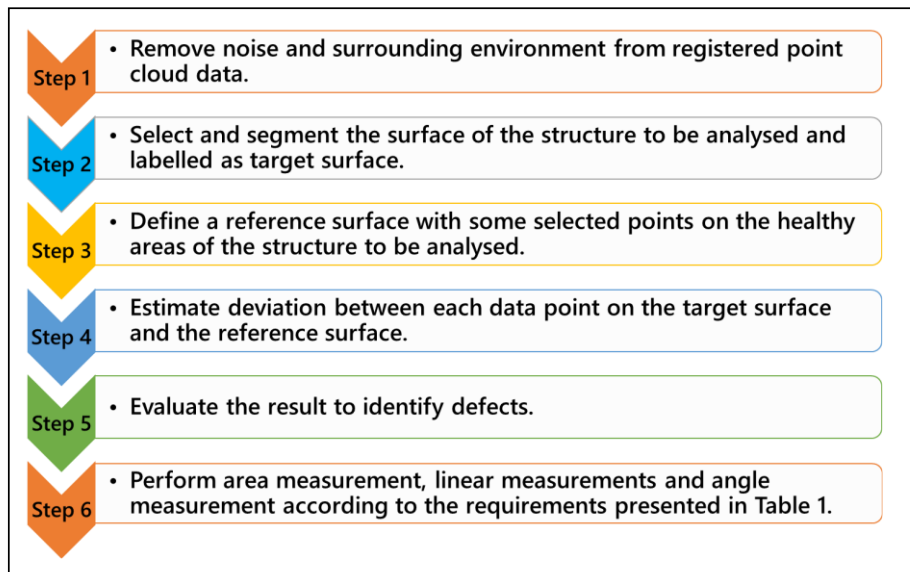 Step 1
• Remove noise and surrounding environment from registered point
cloud data.
Step 2
• Select and segment the surface of the structure to be analysed and
labelled as target surface.
Step 3
• Define a reference surface with some selected points on the healthy
areas of the structure to be analysed.
Step 4
• Estimate deviation between each data point on the target surface
and the reference surface.
Step 5
• Evaluate the result to identify defects.
Step 6
• Perform area measurement, linear measurements and angle
measurement according to the requirements presented in Table 1.